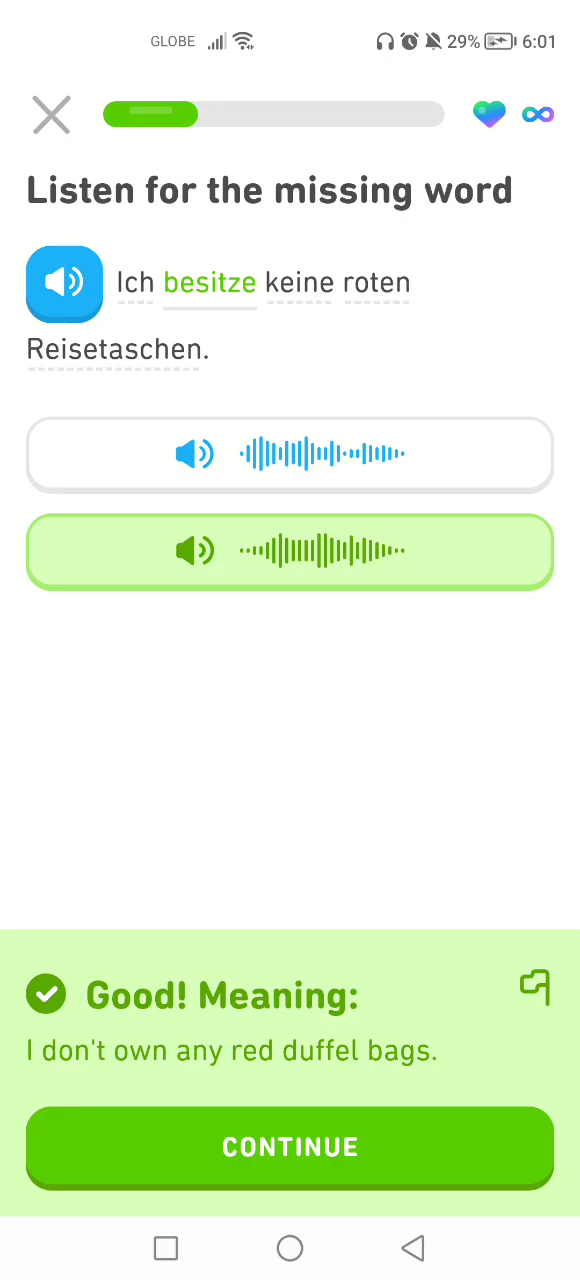 GLOBE 29% 6:01
Listen for the missing word
Ich besitze keine roten
Reisetaschen.
Good! Meaning:
I don't own any red duffel bags.
CONTINUE